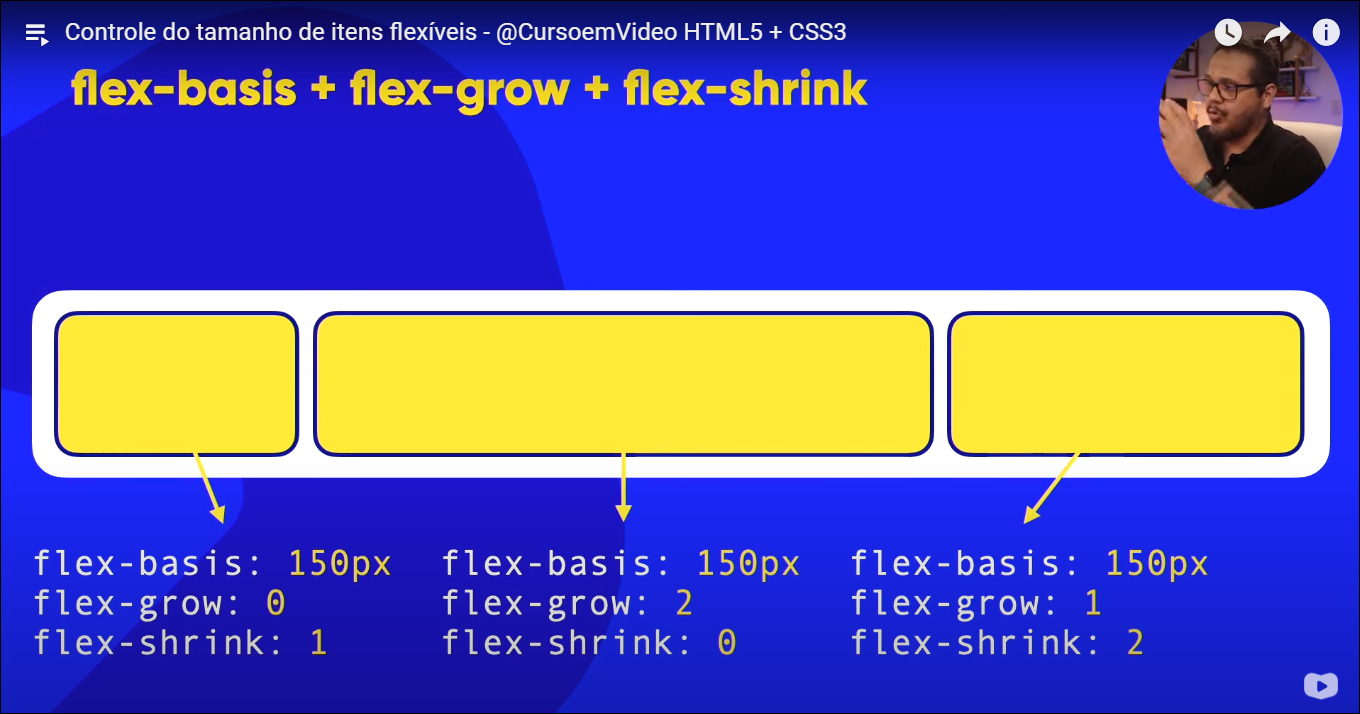 Controle do tamanho de itens flexíveis - @CursoemVideo HTML5 + CSS3
flex-basis + flex-grow + flex-shrink
flex-basis: 150px
flex-grow: 0
flex-shrink: 1
flex-basis: 150px
flex-grow: 2
flex-shrink: 0
flex-basis: 150px
flex-grow: 1
flex-shrink: 2